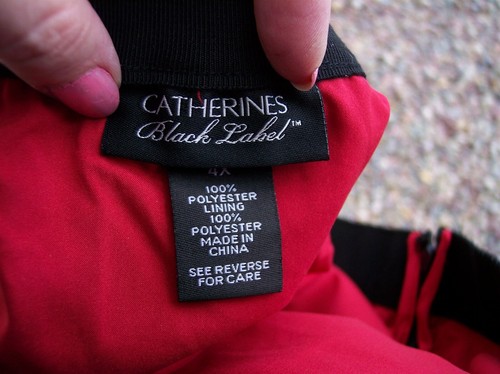 CATHERINES
Black Label™
4X
100%
POLYESTER
LINING
100%
POLYESTER
MADE IN
CHINA
SEE REVERSE
FOR CARE